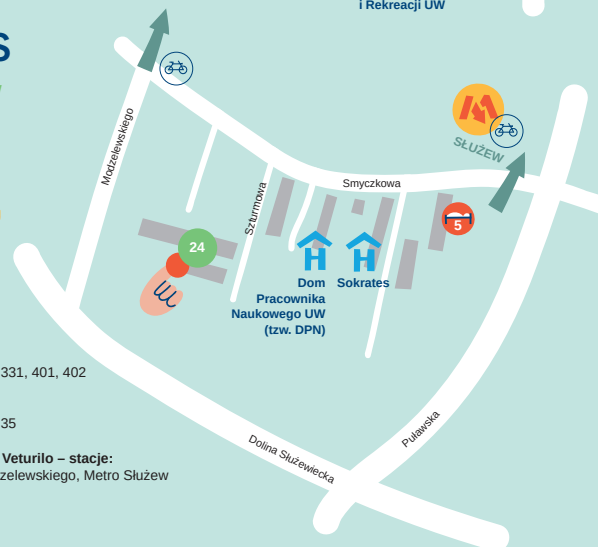 i Rekreacji UW
S
Modzelewskiego
SŁUŻEW
Smyczkowa
Szturmowa
5
24
Dom
Pracownika
Naukowego UW
(tzw. DPN)
Sokrates
331, 401, 402
35
Veturilo – stacje:
zelewskiego, Metro Służew
Dolina Służewiecka
Puławska